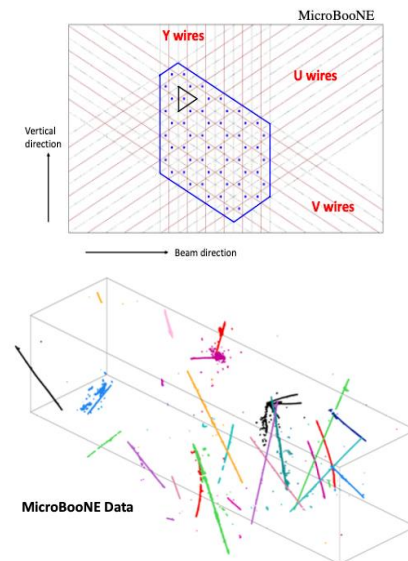 MicroBooNE
Y wires
U wires
Vertical
direction
V wires
Beam direction
MicroBooNE Data